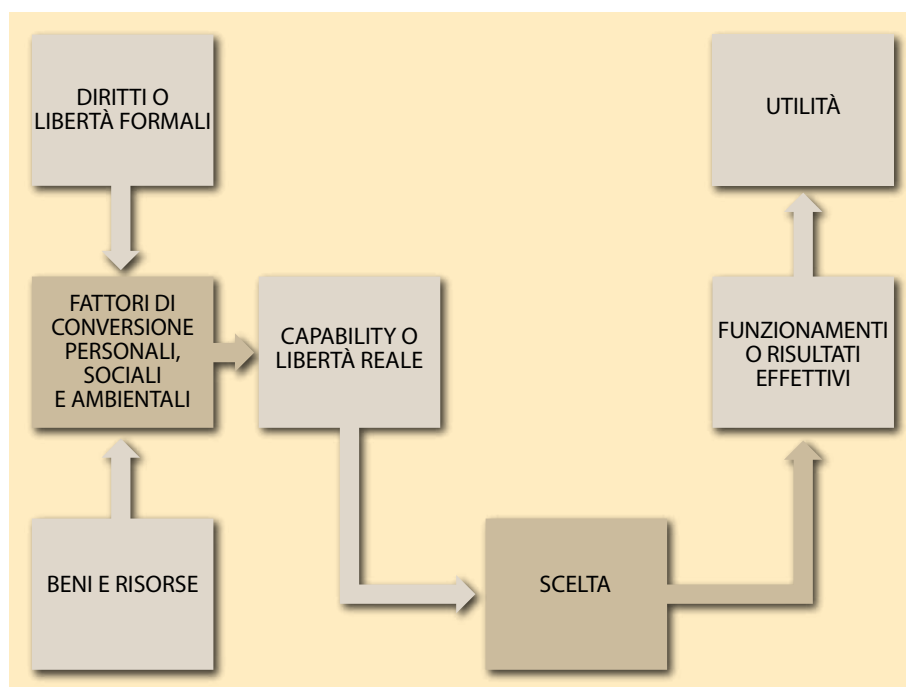 DIRITTI O
LIBERTÀ FORMALI
UTILITÀ
FATTORI DI
CONVERSIONE
PERSONALI,
SOCIALI
E AMBIENTALI
CAPABILITY O
LIBERTÀ REALE
FUNZIONAMENTI
O RISULTATI
EFFETTIVI
BENI E RISORSE
SCELTA